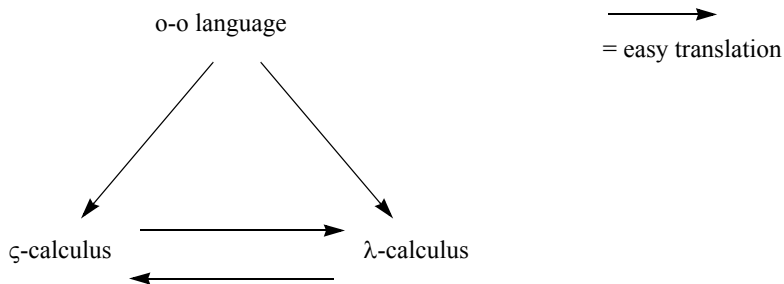 o-o language
= easy translation
ς-calculus
λ-calculus